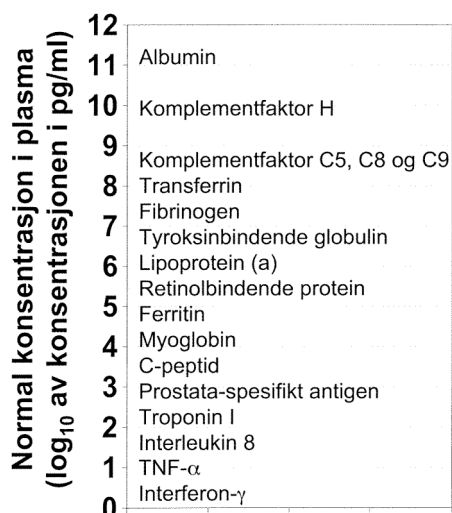 Normal konsentrasjon i plasma
(log10 av konsentrasjonen i pg/ml)
12
11
10
9
8
7
6
5
4
3
2
1
0
Albumin
Komplementfaktor H
Komplementfaktor C5, C8 og C9
Transferrin
Fibrinogen
Tyroksinbindende globulin
Lipoprotein (a)
Retinolbindende protein
Ferritin
Myoglobin
C-peptid
Prostata-spesifikt antigen
Troponin I
Interleukin 8
TNF-α
Interferon-γ